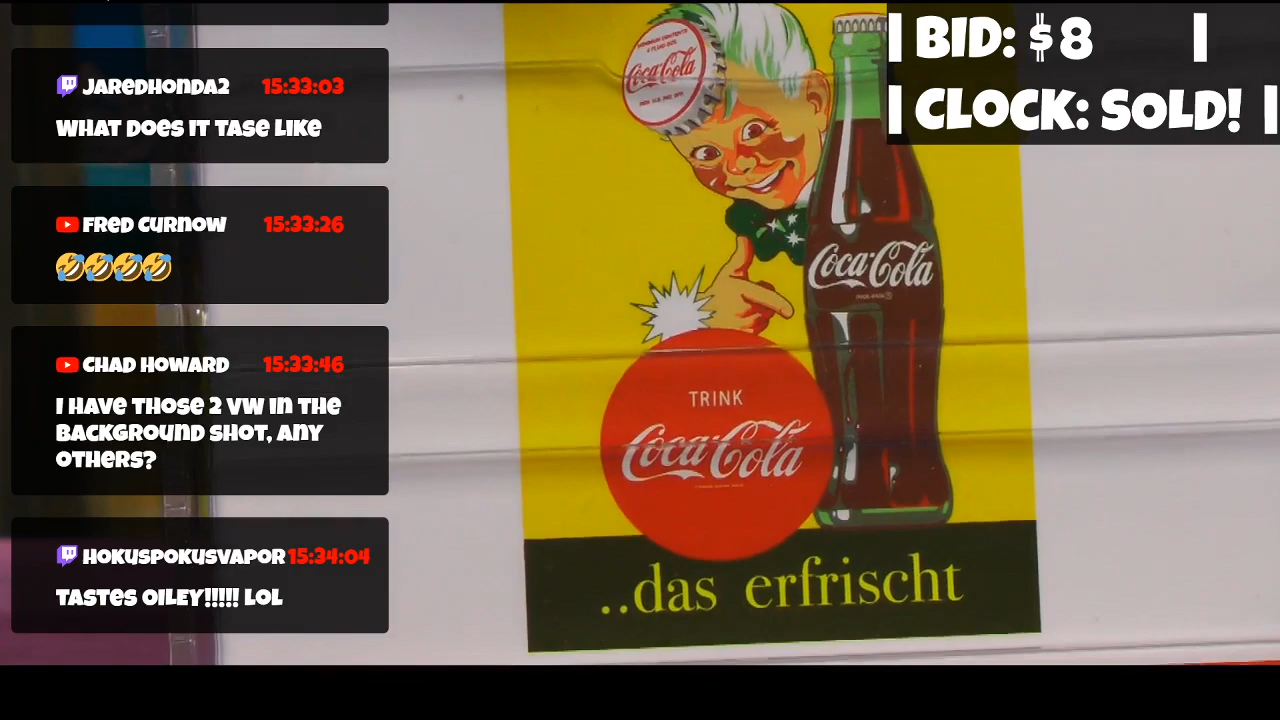 JAREDHONDA2 15:33:03
WHAT DOES IT TASE LIKE
FRED CURNOW 15:33:26
🤣🤣🤣🤣
CHAD HOWARD 15:33:46
I HAVE THOSE 2 VW IN THE
BACKGROUND SHOT, ANY
OTHERS?
HOKUSPOKUSVAPOR 15:34:04
TASTES OILEY!!!!! LOL
| BID: $8 |
| CLOCK: SOLD! |
Coca-Cola
Coca-Cola
TRINK
Coca-Cola
..das erfrischt